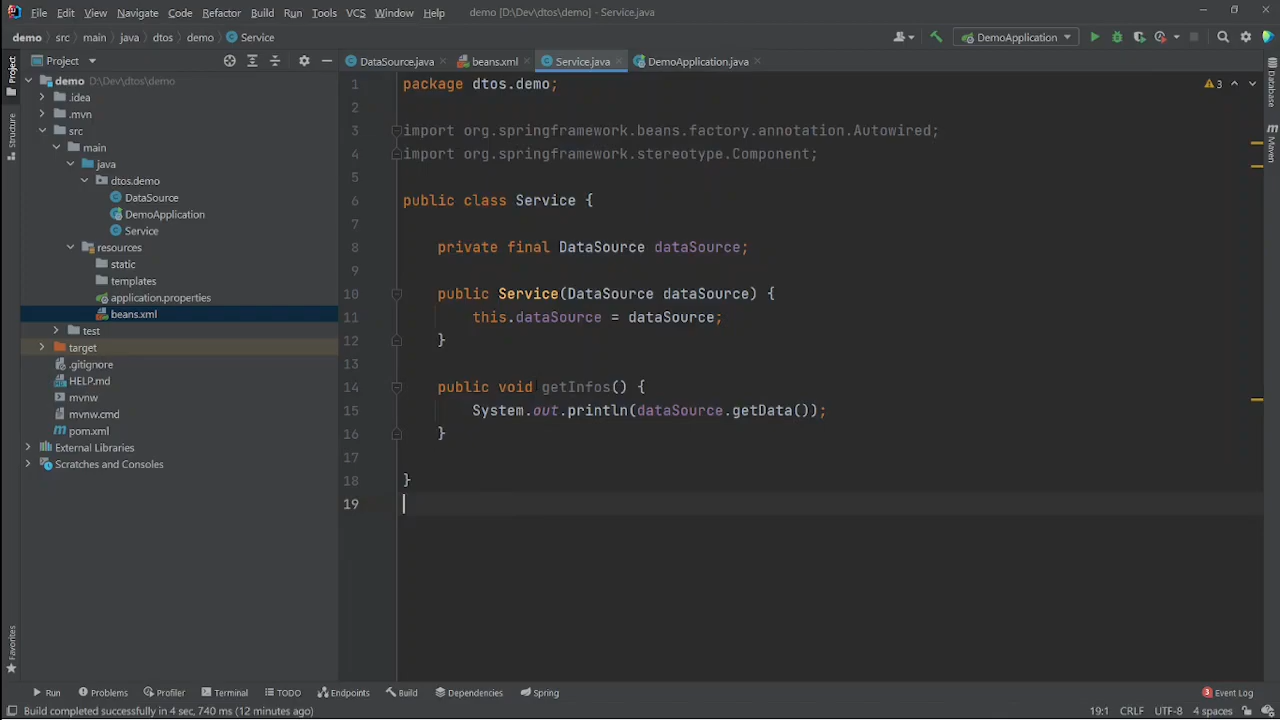 File Edit View Navigate Code Refactor Build Run Tools VCS Window Help demo [D:\Dev\dtos\demo] - Service.java
demo src main java dtos demo Service DemoApplication
Project DataSource.java beans.xml Service.java DemoApplication.java
demo D:\Dev\dtos\demo
.idea
.mvn
src
main
java
dtos.demo
DataSource
DemoApplication
Service
resources
static
templates
application.properties
beans.xml
test
target
.gitignore
HELP.md
mvnw
mvnw.cmd
pom.xml
External Libraries
Scratches and Consoles
Project
Structure
Favorites
1 package dtos.demo;
2
3 import org.springframework.beans.factory.annotation.Autowired;
4 import org.springframework.stereotype.Component;
5
6 public class Service {
7
8 private final DataSource dataSource;
9
10 public Service(DataSource dataSource) {
11 this.dataSource = dataSource;
12 }
13
14 public void getInfos() {
15 System.out.println(dataSource.getData());
16 }
17
18 }
19
3
Database
m Maven
Run Problems Profiler Terminal TODO Endpoints Build Dependencies Spring 3 Event Log
Build completed successfully in 4 sec, 740 ms (12 minutes ago) 19:1 CRLF UTF-8 4 spaces